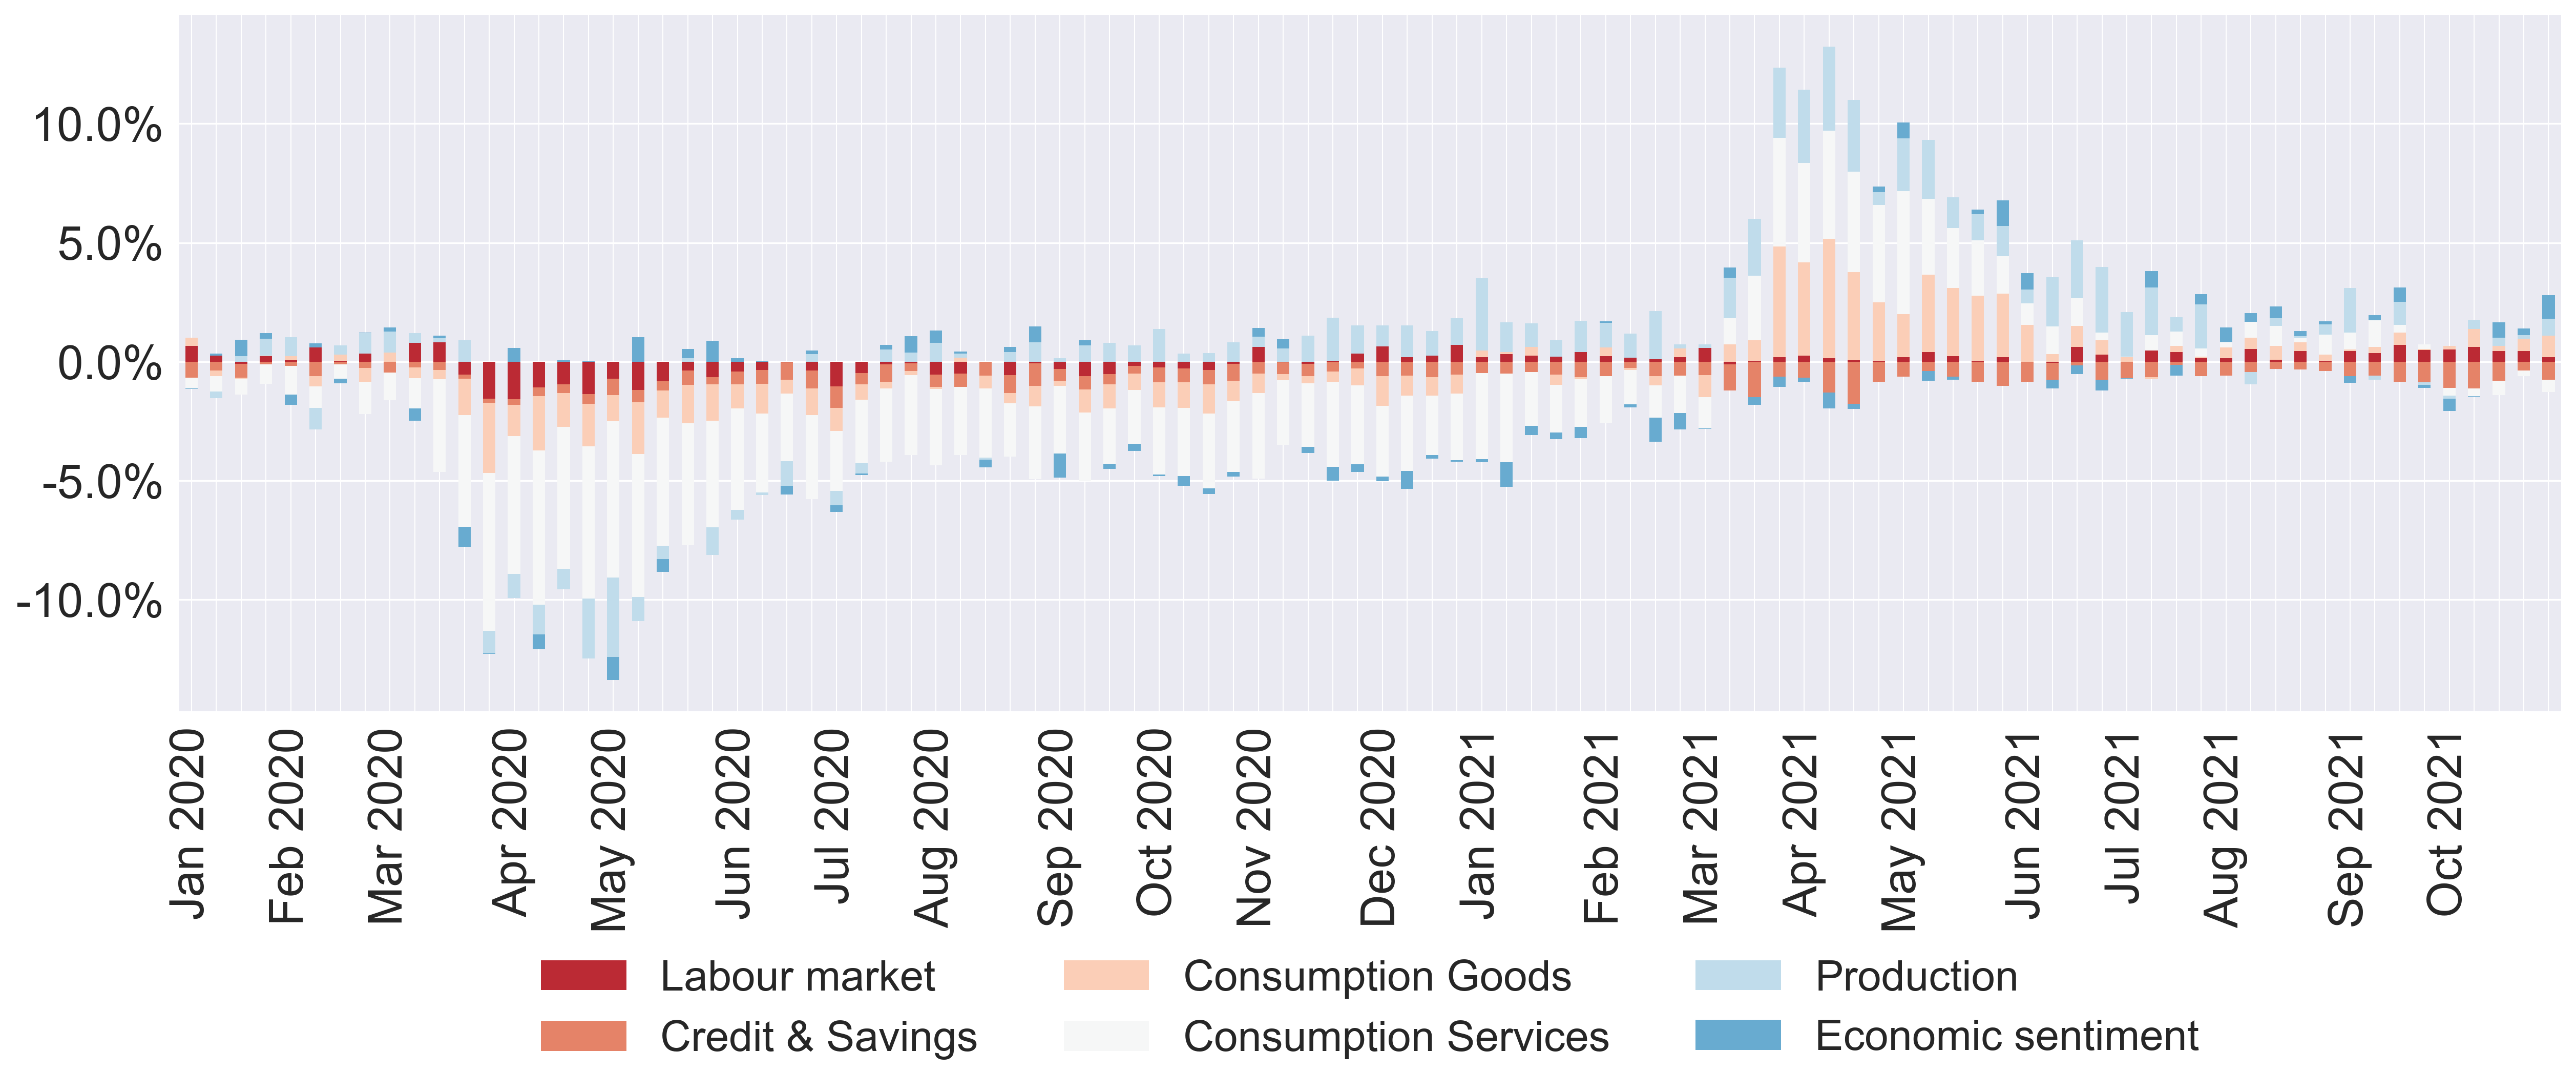 10.0%
5.0%
0.0%
-5.0%
-10.0%
Jan 2020
Feb 2020
Mar 2020
Apr 2020
May 2020
Jun 2020
Jul 2020
Aug 2020
Sep 2020
Oct 2020
Nov 2020
Dec 2020
Jan 2021
Feb 2021
Mar 2021
Apr 2021
May 2021
Jun 2021
Jul 2021
Aug 2021
Sep 2021
Oct 2021
Labour market
Consumption Goods
Production
Credit & Savings
Consumption Services
Economic sentiment